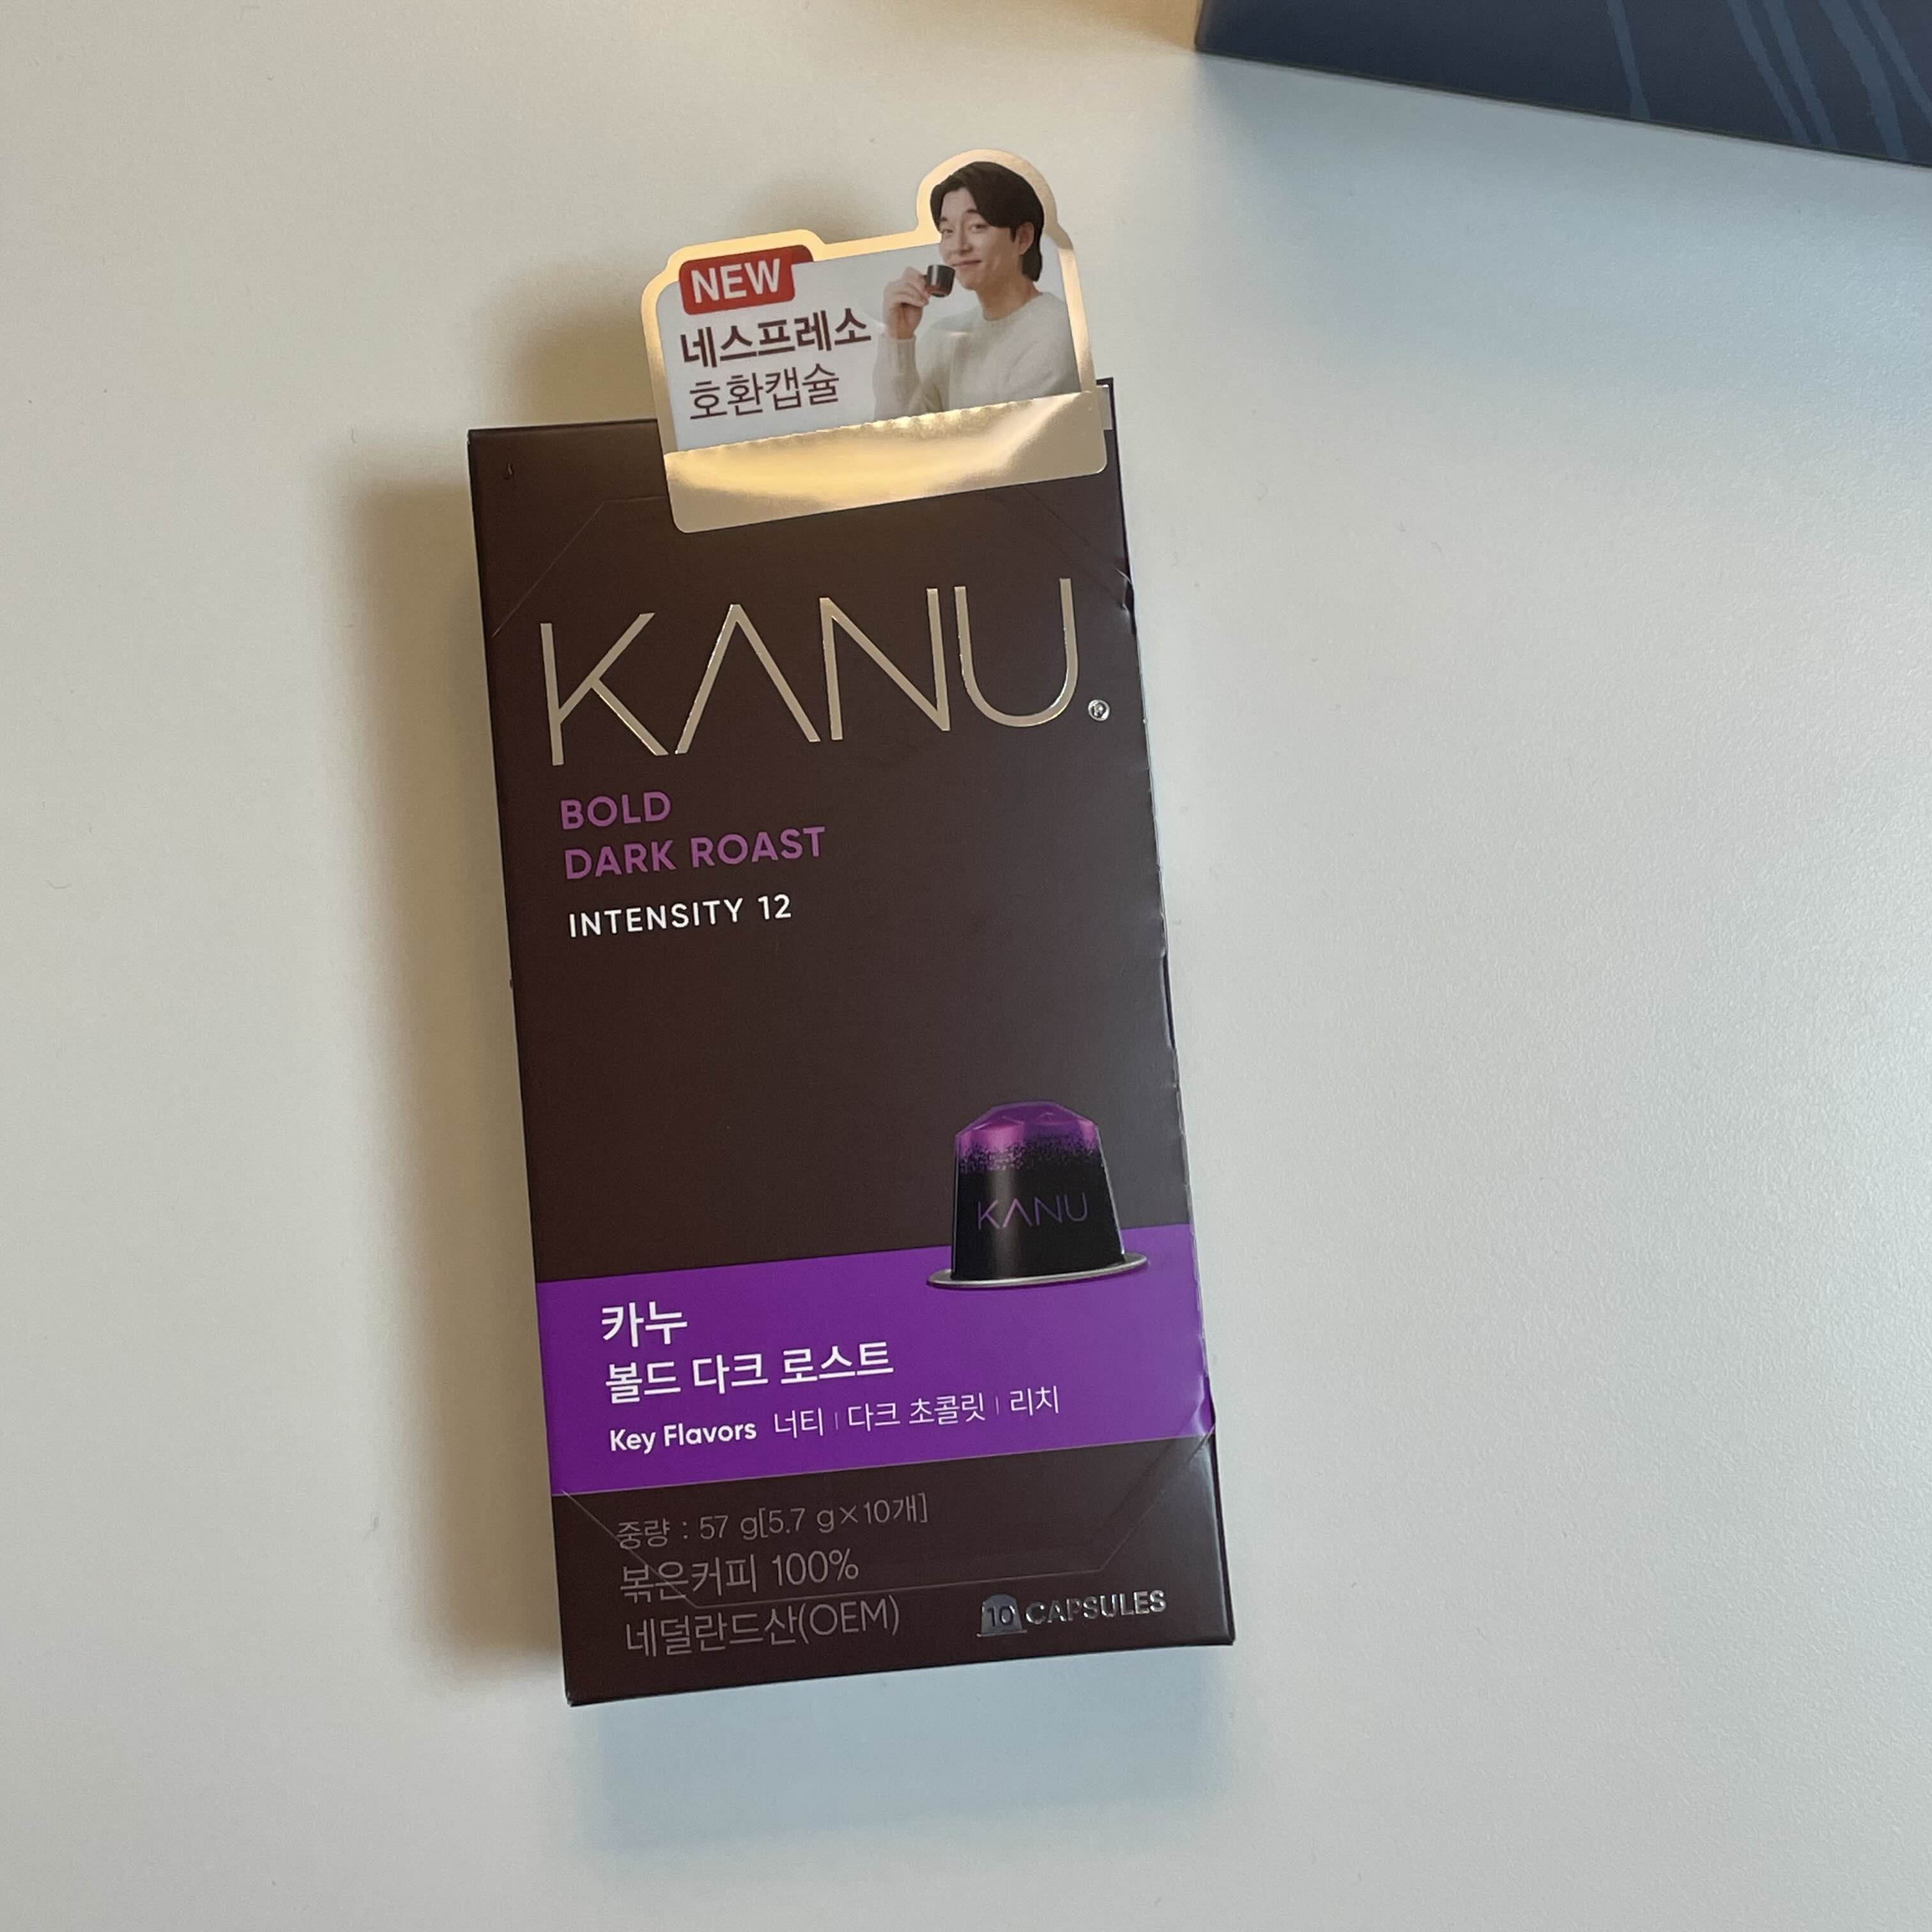 NEW
네스프레소
호환캡슐
KANU®
BOLD
DARK ROAST
INTENSITY 12
KANU
카누
볼드 다크 로스트
Key Flavors 너티 | 다크 초콜릿 | 리치
중량 : 57 g[5.7 g×10개]
볶은커피 100%
네덜란드산(OEM)
10 CAPSULES